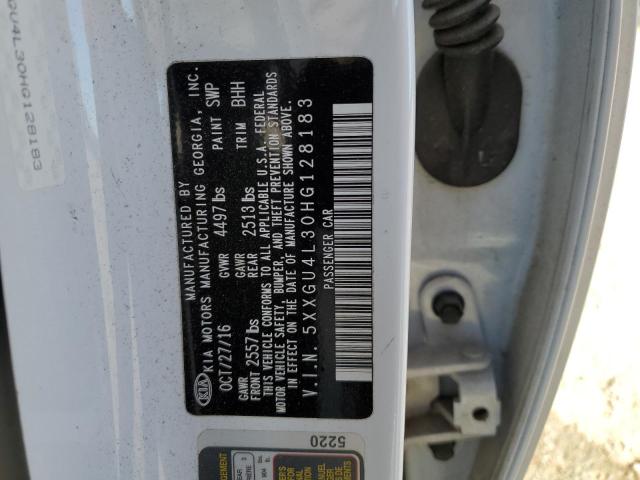 MANUFACTURED BY
KIA KIA MOTORS MANUFACTURING GEORGIA, INC.
OCT/27/16 GVWR 4497lbs PAINT SWP
GAWR FRONT 2557lbs GAWR REAR 2513lbs TRIM BHH
THIS VEHICLE CONFORMS TO ALL APPLICABLE U.S.A. FEDERAL
MOTOR VEHICLE SAFETY, BUMPER, AND THEFT PREVENTION STANDARDS
IN EFFECT ON THE DATE OF MANUFACTURE SHOWN ABOVE.
V.I.N. 5XXGU4L30HG128183
PASSENGER CAR
GU4L30HG128183
5220